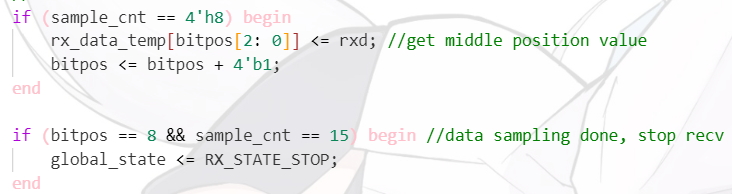 if (sample_cnt == 4'h8) begin
    rx_data_temp[bitpos[2: 0]] <= rxd; //get middle position value
    bitpos <= bitpos + 4'b1;
end
if (bitpos == 8 && sample_cnt == 15) begin //data sampling done, stop recv
    global_state <= RX_STATE_STOP;
end